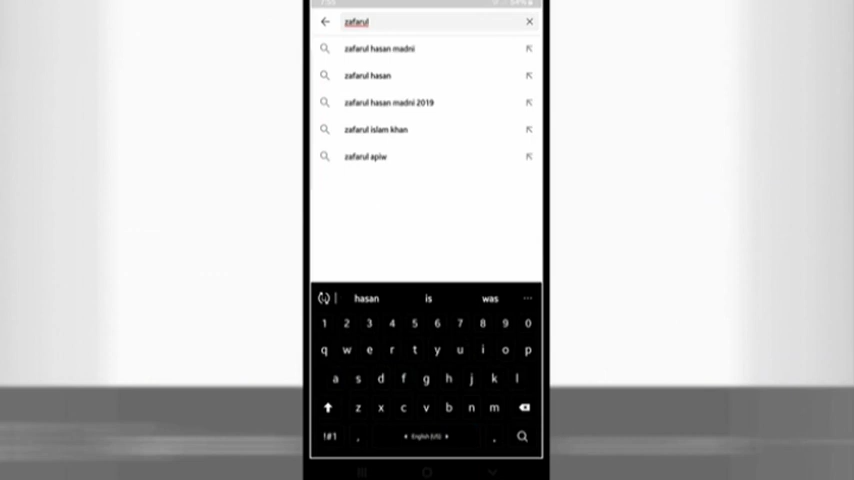 zafarul
zafarul hasan madni
zafarul hasan
zafarul hasan madni 2019
zafarul islam khan
zafarul apiw
hasan is was ...
1 2 3 4 5 6 7 8 9 0
q w e r t y u i o p
a s d f g h j k l
z x c v b n m
!#1 , English (US) .